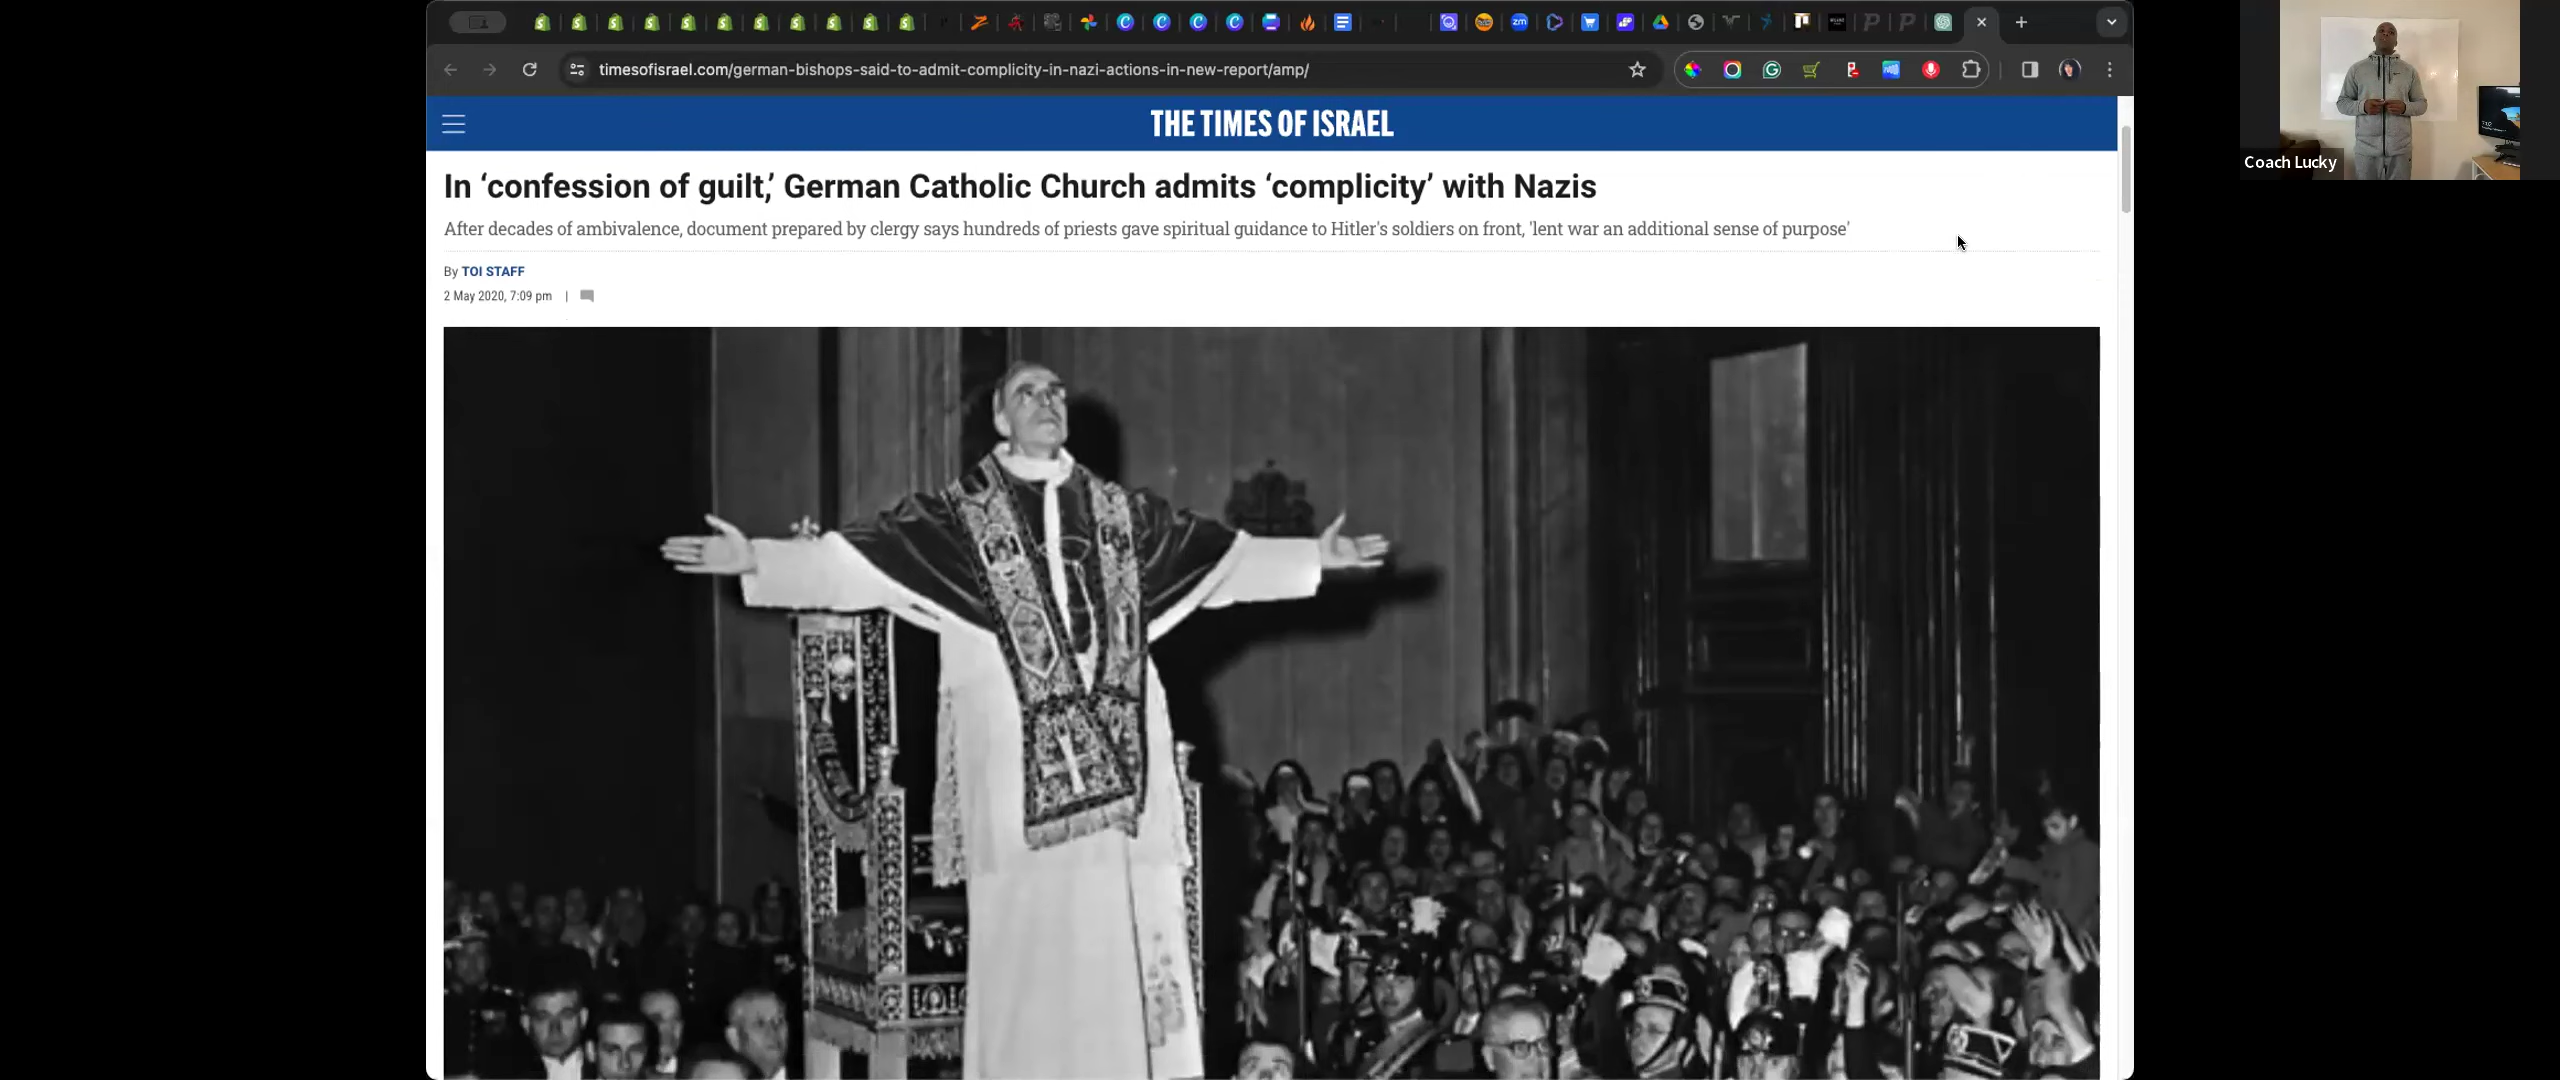 timesofisrael.com/german-bishops-said-to-admit-complicity-in-nazi-actions-in-new-report/amp/
Coach Lucky
THE TIMES OF ISRAEL
In ‘confession of guilt,’ German Catholic Church admits ‘complicity’ with Nazis
After decades of ambivalence, document prepared by clergy says hundreds of priests gave spiritual guidance to Hitler's soldiers on front, 'lent war an additional sense of purpose'
By TOI STAFF
2 May 2020, 7:09 pm |